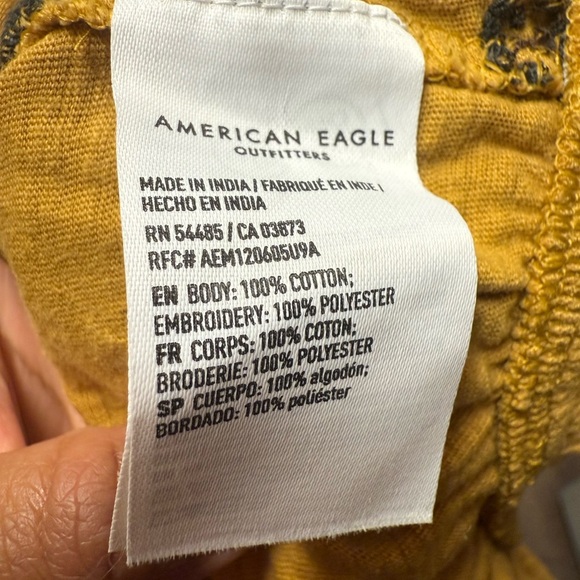 AMERICAN EAGLE
OUTFITTERS
MADE IN INDIA / FABRIQUÉ EN INDE /
HECHO EN INDIA
RN 54485 / CA 03673
RFC# AEM120605U9A
EN BODY: 100% COTTON;
EMBROIDERY: 100% POLYESTER
FR CORPS: 100% COTON;
BRODERIE: 100% POLYESTER
SP CUERPO: 100% algodón;
BORDADO: 100% poliéster